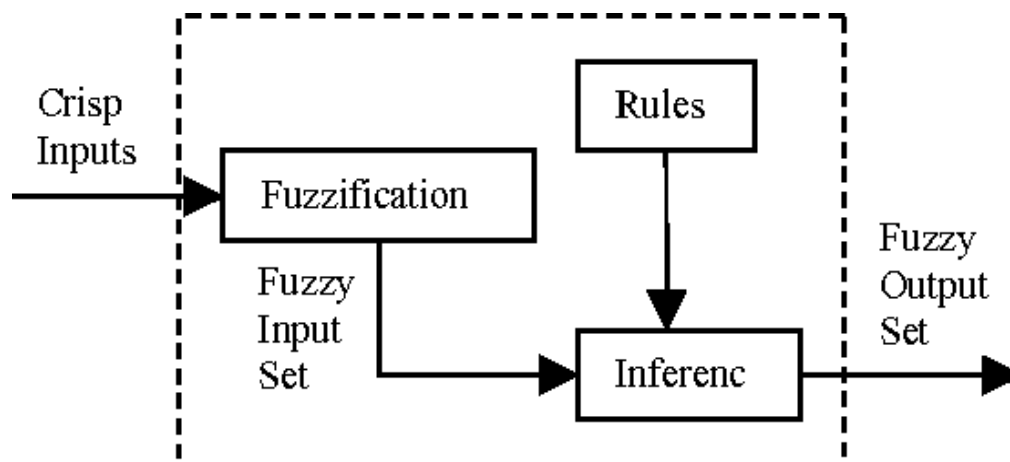 Crisp
Inputs
Rules
Fuzzification
Fuzzy
Input
Set
Inferenc
Fuzzy
Output
Set